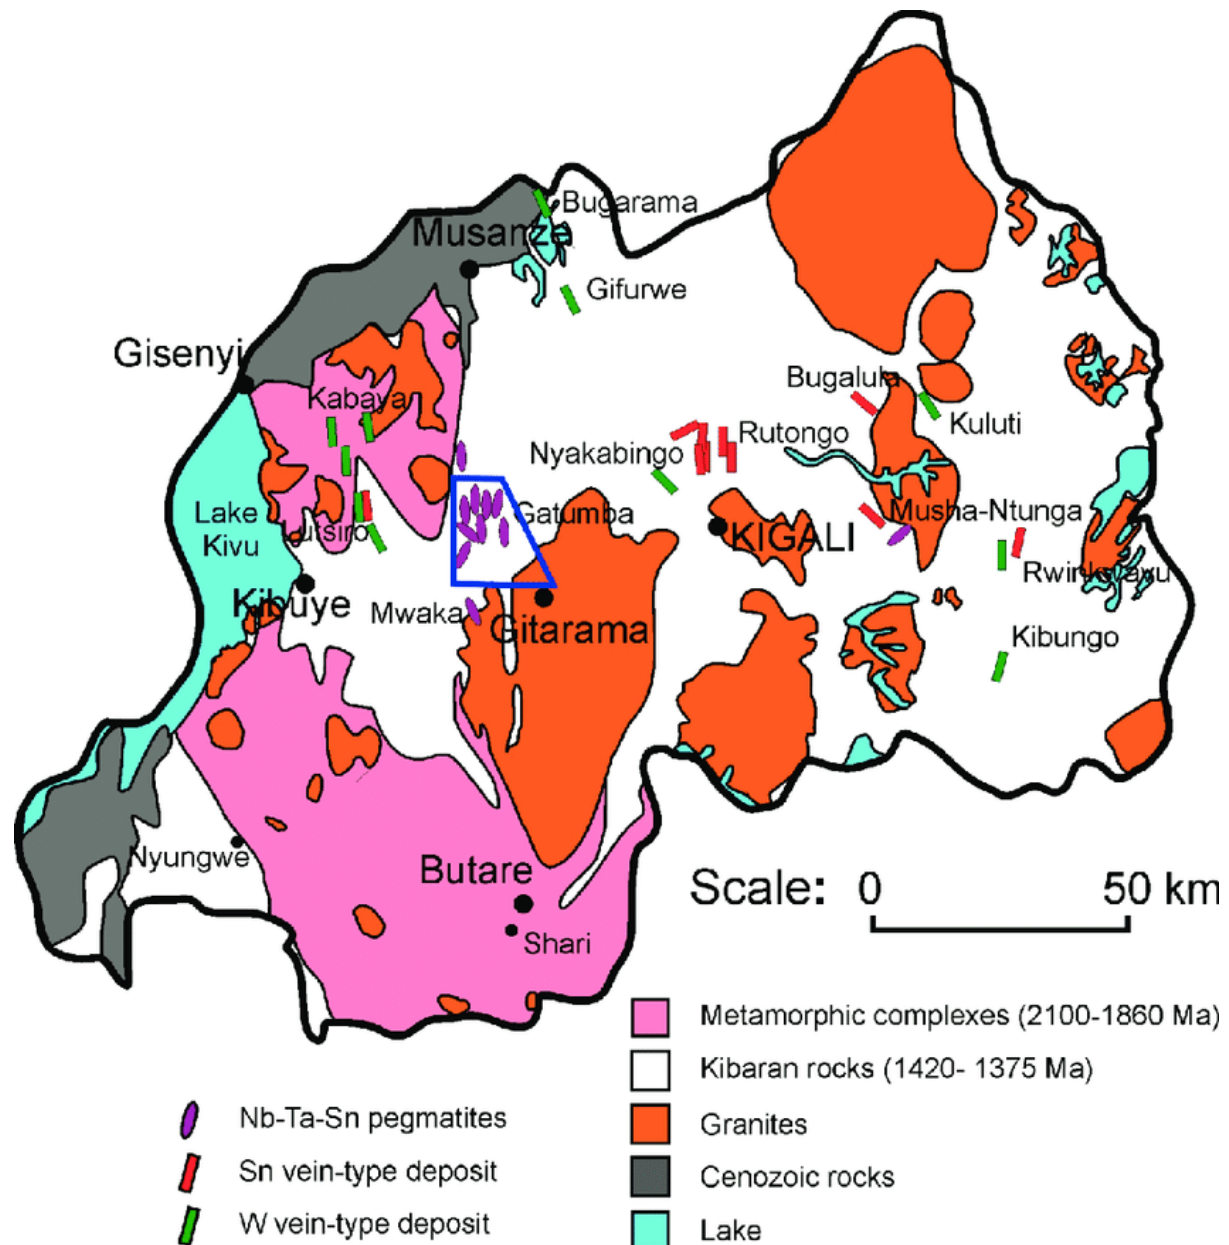 Bugarama
Musanze
Gifurwe
Gisenyi
Kabaya
Bugalula
Kuluti
Nyakabingo
Rutongo
Lake
Kivu
Lutsiro
Gatumba
Musha-Ntunga
KIGALI
Rwinkwavu
Kibuye
Mwaka
Gitarama
Kibungo
Nyungwe
Butare
Shari
Scale: 0 50 km
Metamorphic complexes (2100-1860 Ma)
Kibaran rocks (1420- 1375 Ma)
Granites
Cenozoic rocks
Lake
Nb-Ta-Sn pegmatites
Sn vein-type deposit
W vein-type deposit